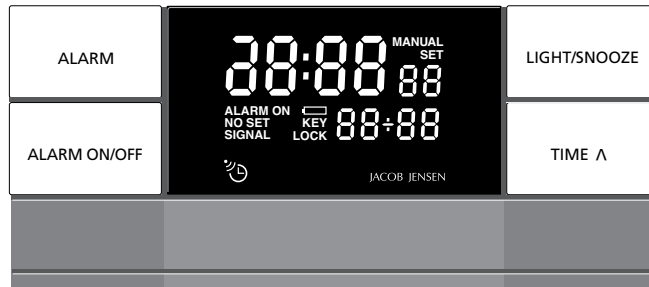 ALARM
ALARM ON/OFF
28:88
MANUAL
SET
88
ALARM ON
NO SET
SIGNAL
KEY
LOCK
88÷88
JACOB JENSEN
LIGHT/SNOOZE
TIME Λ